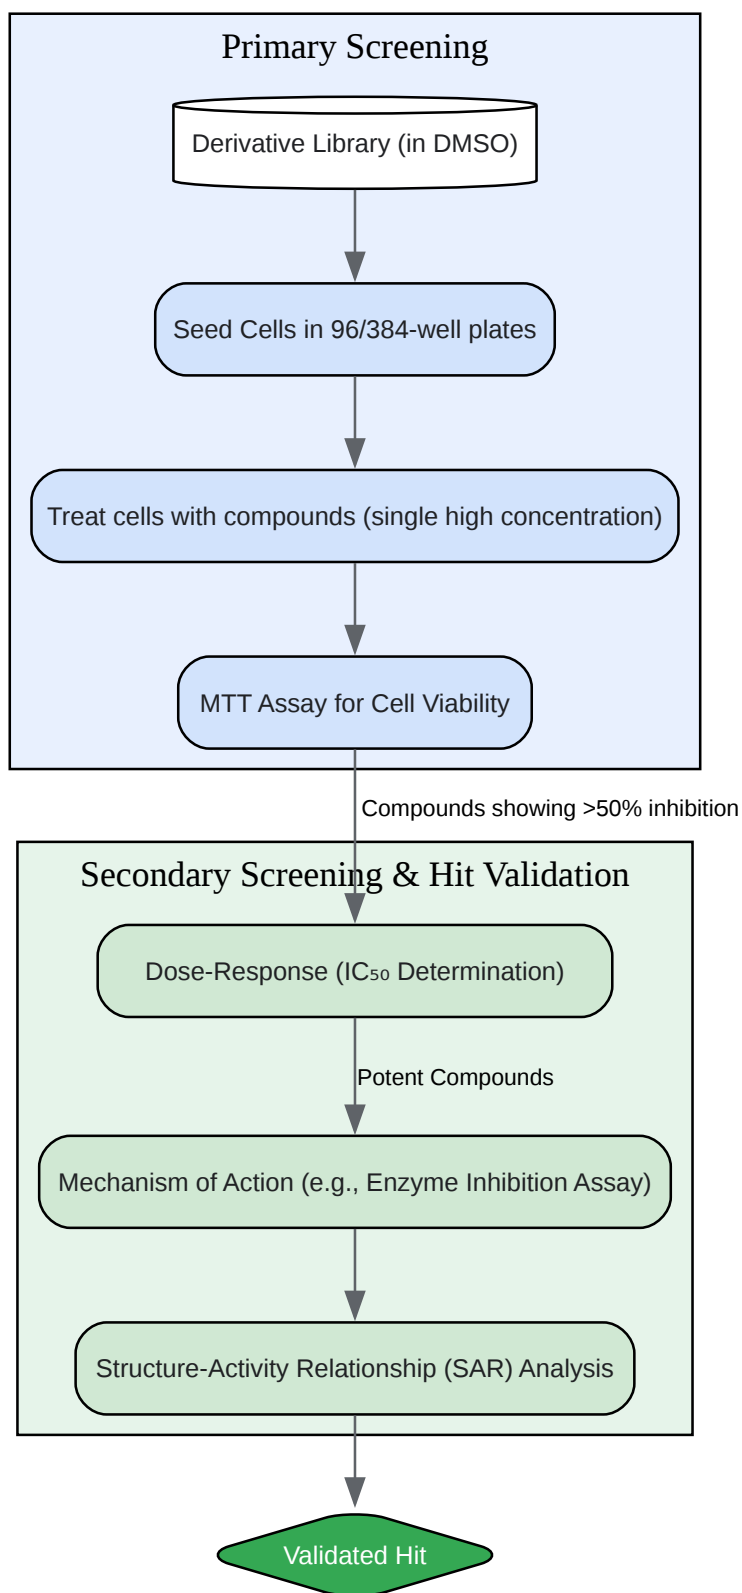 Primary Screening
Derivative Library (in DMSO)
Seed Cells in 96/384-well plates
Treat cells with compounds (single high concentration)
MTT Assay for Cell Viability
Compounds showing >50% inhibition
Secondary Screening & Hit Validation
Dose-Response (IC₅₀ Determination)
Potent Compounds
Mechanism of Action (e.g., Enzyme Inhibition Assay)
Structure-Activity Relationship (SAR) Analysis
Validated Hit